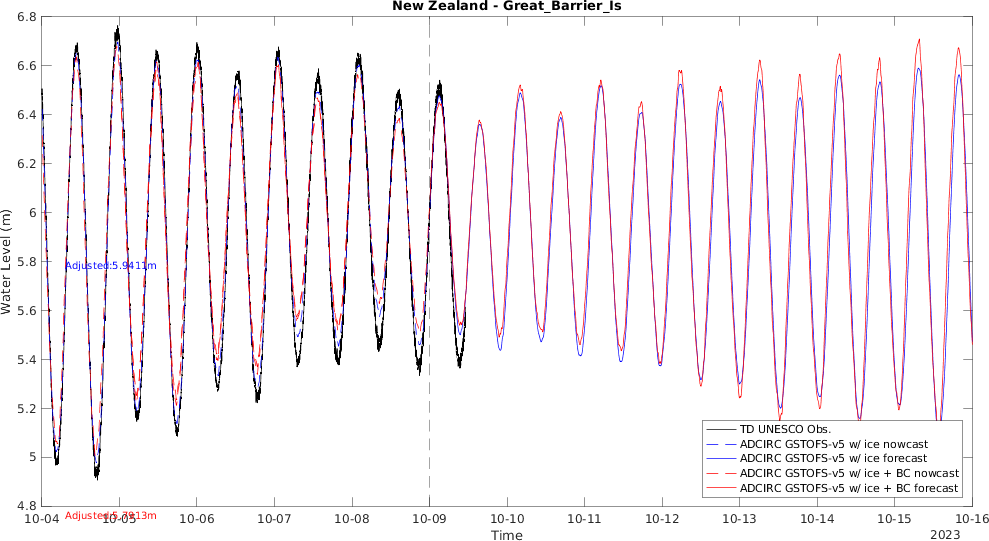 New Zealand - Great_Barrier_Is
6.8
6.6
6.4
6.2
6
5.8
5.6
5.4
5.2
5
4.8
Water Level (m)
Adjusted:5.9411m
Adjusted:5.7913m
TD UNESCO Obs.
ADCIRC GSTOFS-v5 w/ ice nowcast
ADCIRC GSTOFS-v5 w/ ice forecast
ADCIRC GSTOFS-v5 w/ ice + BC nowcast
ADCIRC GSTOFS-v5 w/ ice + BC forecast
10-04 10-05 10-06 10-07 10-08 10-09 10-10 10-11 10-12 10-13 10-14 10-15 10-16
Time
2023